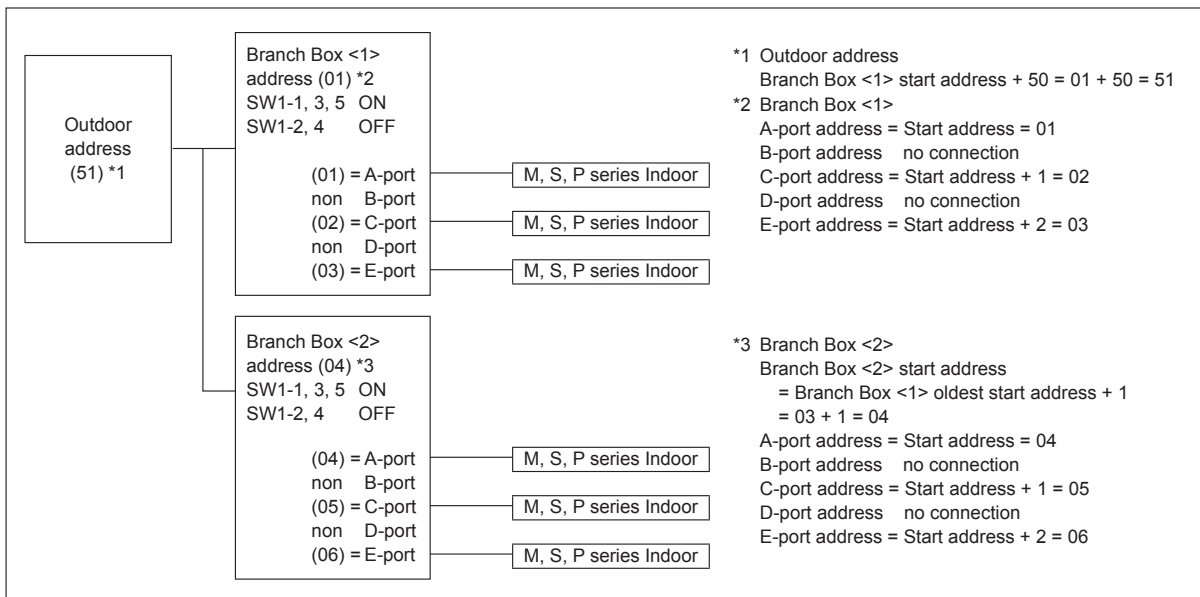 Outdoor
address
(51) *1
Branch Box <1>
address (01) *2
SW1-1, 3, 5 ON
SW1-2, 4 OFF
(01) = A-port
non B-port
(02) = C-port
non D-port
(03) = E-port
M, S, P series Indoor
M, S, P series Indoor
M, S, P series Indoor
*1 Outdoor address
Branch Box <1> start address + 50 = 01 + 50 = 51
*2 Branch Box <1>
A-port address = Start address = 01
B-port address no connection
C-port address = Start address + 1 = 02
D-port address no connection
E-port address = Start address + 2 = 03
Branch Box <2>
address (04) *3
SW1-1, 3, 5 ON
SW1-2, 4 OFF
(04) = A-port
non B-port
(05) = C-port
non D-port
(06) = E-port
M, S, P series Indoor
M, S, P series Indoor
M, S, P series Indoor
*3 Branch Box <2>
Branch Box <2> start address
= Branch Box <1> oldest start address + 1
= 03 + 1 = 04
A-port address = Start address = 04
B-port address no connection
C-port address = Start address + 1 = 05
D-port address no connection
E-port address = Start address + 2 = 06